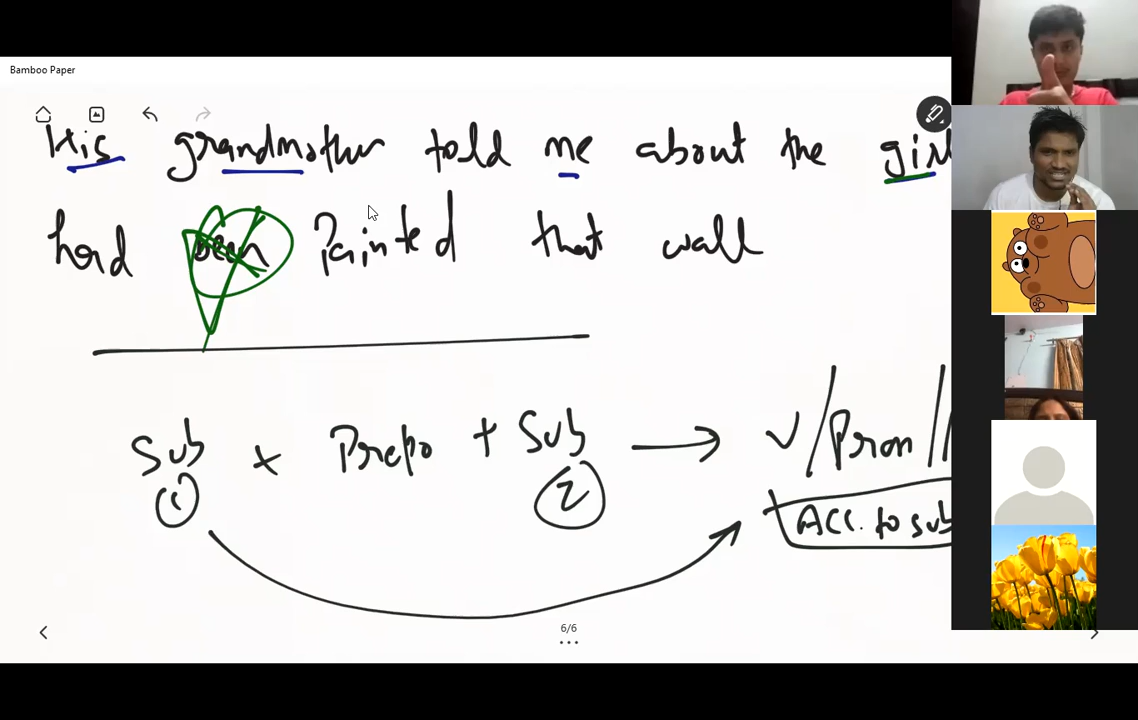 Bamboo Paper
His grandmother told me about the girl
had been Painted that wall
Sub x Prepo + Sub → V/Pron/
① ②
Acc. to sub
6/6